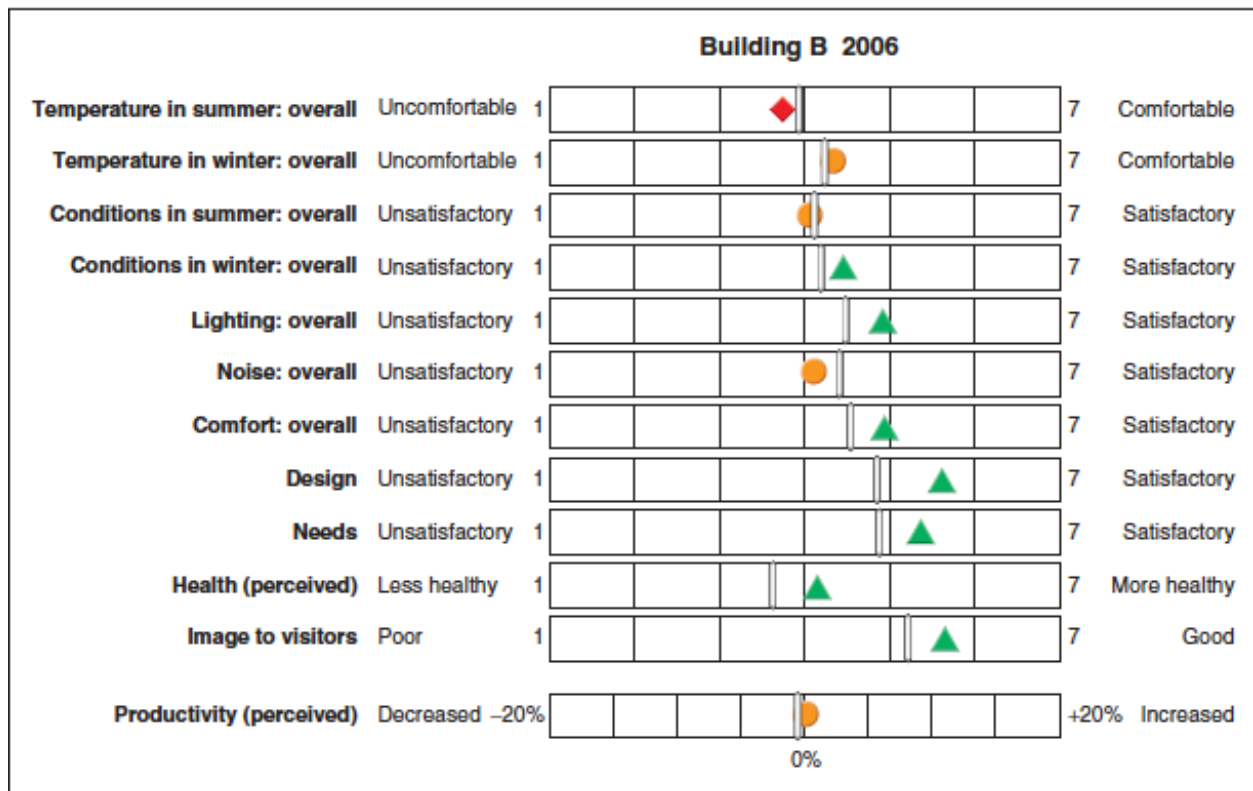 Building B 2006
Temperature in summer: overall Uncomfortable 1 7 Comfortable
Temperature in winter: overall Uncomfortable 1 7 Comfortable
Conditions in summer: overall Unsatisfactory 1 7 Satisfactory
Conditions in winter: overall Unsatisfactory 1 7 Satisfactory
Lighting: overall Unsatisfactory 1 7 Satisfactory
Noise: overall Unsatisfactory 1 7 Satisfactory
Comfort: overall Unsatisfactory 1 7 Satisfactory
Design Unsatisfactory 1 7 Satisfactory
Needs Unsatisfactory 1 7 Satisfactory
Health (perceived) Less healthy 1 7 More healthy
Image to visitors Poor 1 7 Good
Productivity (perceived) Decreased –20% +20% Increased
0%